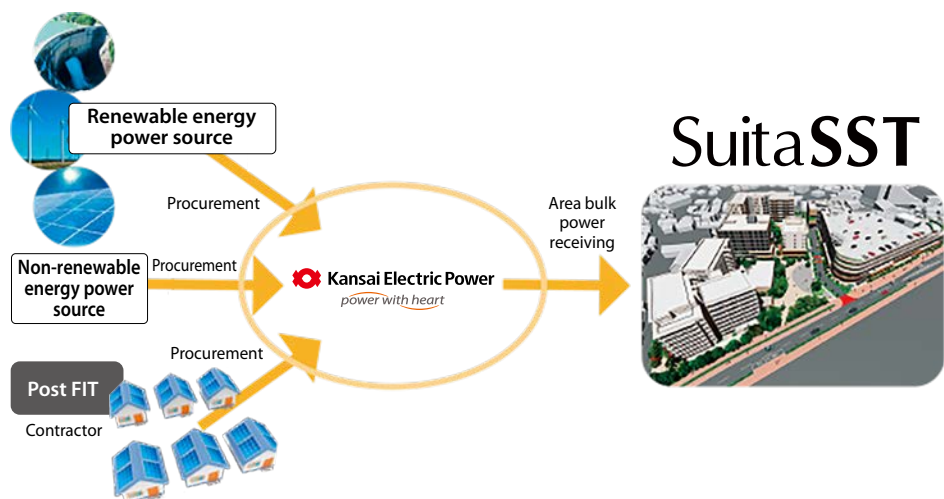 Renewable energy
power source
SuitaSST
Procurement
Area bulk
power
receiving
Non-renewable
energy power
source
Procurement
Kansai Electric Power
power with heart
Procurement
Post FIT
Contractor